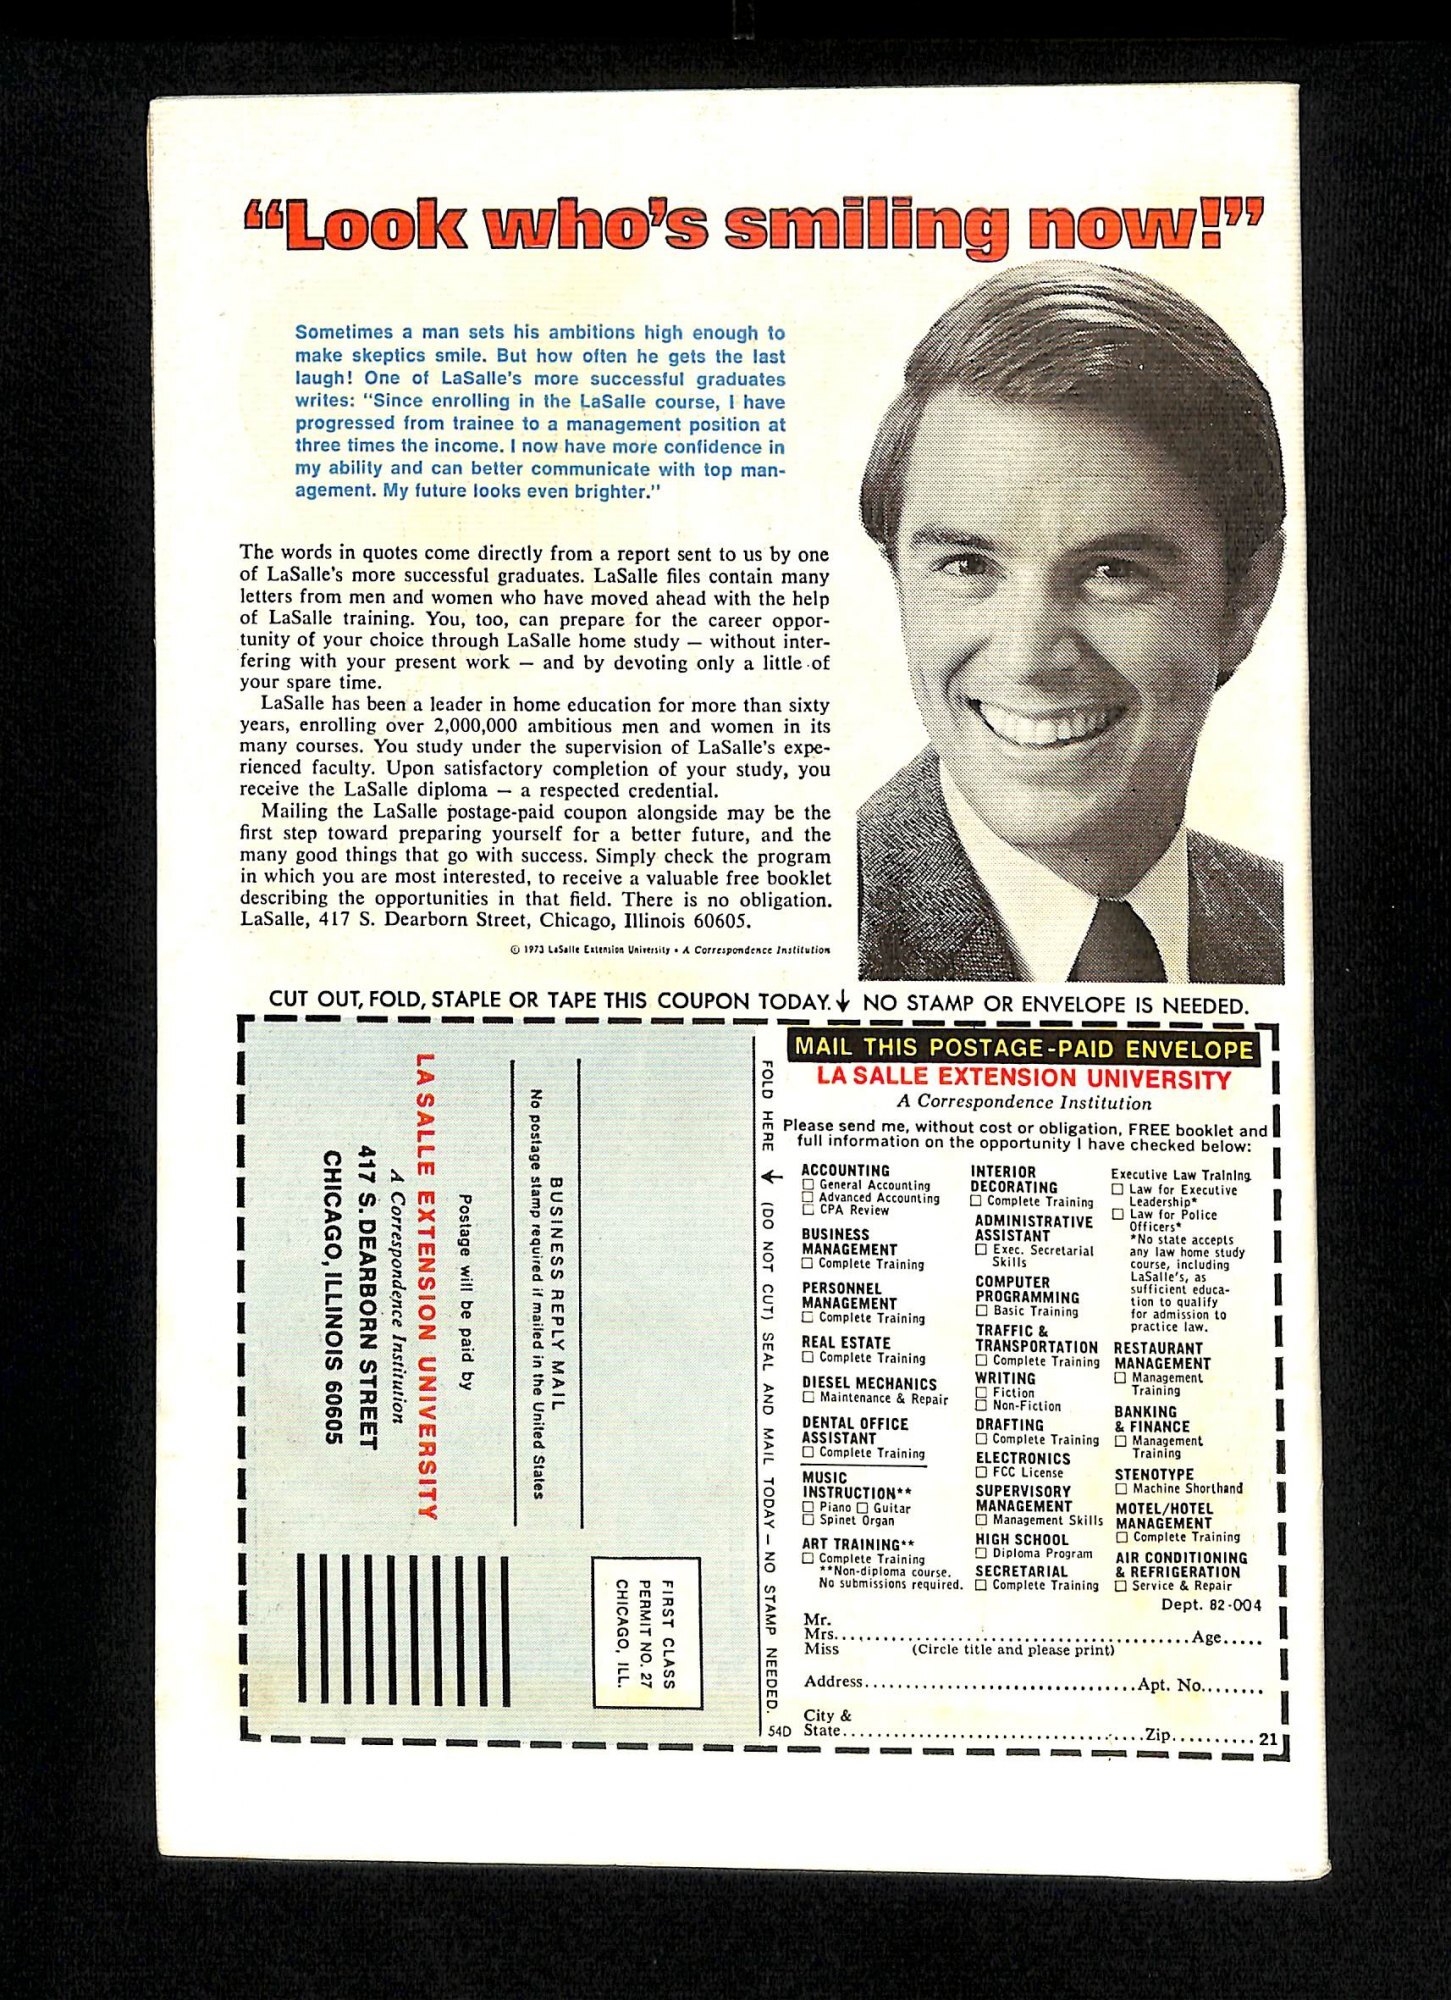 “Look who’s smiling now!”
Sometimes a man sets his ambitions high enough to
make skeptics smile. But how often he gets the last
laugh! One of LaSalle's more successful graduates
writes: “Since enrolling in the LaSalle course, I have
progressed from trainee to a management position at
three times the income. I now have more confidence in
my ability and can better communicate with top man-
agement. My future looks even brighter.”
The words in quotes come directly from a report sent to us by one
of LaSalle's more successful graduates. LaSalle files contain many
letters from men and women who have moved ahead with the help
of LaSalle training. You, too, can prepare for the career oppor-
tunity of your choice through LaSalle home study — without inter-
fering with your present work — and by devoting only a little of
your spare time.
LaSalle has been a leader in home education for more than sixty
years, enrolling over 2,000,000 ambitious men and women in its
many courses. You study under the supervision of LaSalle's expe-
rienced faculty. Upon satisfactory completion of your study, you
receive the LaSalle diploma — a respected credential.
Mailing the LaSalle postage-paid coupon alongside may be the
first step toward preparing yourself for a better future, and the
many good things that go with success. Simply check the program
in which you are most interested, to receive a valuable free booklet
describing the opportunities in that field. There is no obligation.
LaSalle, 417 S. Dearborn Street, Chicago, Illinois 60605.
© 1973 LaSalle Extension University • A Correspondence Institution
CUT OUT, FOLD, STAPLE OR TAPE THIS COUPON TODAY. ↓ NO STAMP OR ENVELOPE IS NEEDED.
FIRST CLASS
PERMIT NO. 27
CHICAGO, ILL.
BUSINESS REPLY MAIL
No postage stamp required if mailed in the United States
Postage will be paid by
LA SALLE EXTENSION UNIVERSITY
A Correspondence Institution
417 S. DEARBORN STREET
CHICAGO, ILLINOIS 60605
FOLD HERE ↓ (DO NOT CUT) SEAL AND MAIL TODAY — NO STAMP NEEDED.
54D
MAIL THIS POSTAGE-PAID ENVELOPE
LA SALLE EXTENSION UNIVERSITY
A Correspondence Institution
Please send me, without cost or obligation, FREE booklet and
full information on the opportunity I have checked below:
ACCOUNTING
☐ General Accounting
☐ Advanced Accounting
☐ CPA Review
BUSINESS
MANAGEMENT
☐ Complete Training
PERSONNEL
MANAGEMENT
☐ Complete Training
REAL ESTATE
☐ Complete Training
DIESEL MECHANICS
☐ Maintenance & Repair
DENTAL OFFICE
ASSISTANT
☐ Complete Training
MUSIC
INSTRUCTION**
☐ Piano ☐ Guitar
☐ Spinet Organ
ART TRAINING**
☐ Complete Training
**Non-diploma course.
No submissions required.
INTERIOR
DECORATING
☐ Complete Training
ADMINISTRATIVE
ASSISTANT
☐ Exec. Secretarial
Skills
COMPUTER
PROGRAMMING
☐ Basic Training
TRAFFIC &
TRANSPORTATION
☐ Complete Training
WRITING
☐ Fiction
☐ Non-Fiction
DRAFTING
☐ Complete Training
ELECTRONICS
☐ FCC License
SUPERVISORY
MANAGEMENT
☐ Management Skills
HIGH SCHOOL
☐ Diploma Program
SECRETARIAL
☐ Complete Training
Executive Law Training
☐ Law for Executive
Leadership*
☐ Law for Police
Officers*
*No state accepts
any law home study
course, including
LaSalle's, as
sufficient educa-
tion to qualify
for admission to
practice law.
RESTAURANT
MANAGEMENT
☐ Management
Training
BANKING
& FINANCE
☐ Management
Training
STENOTYPE
☐ Machine Shorthand
MOTEL/HOTEL
MANAGEMENT
☐ Complete Training
AIR CONDITIONING
& REFRIGERATION
☐ Service & Repair
Dept. 82-004
Mr.
Mrs.............................................Age.....
Miss (Circle title and please print)
Address..................................Apt. No........
City &
State......................................Zip..........
21